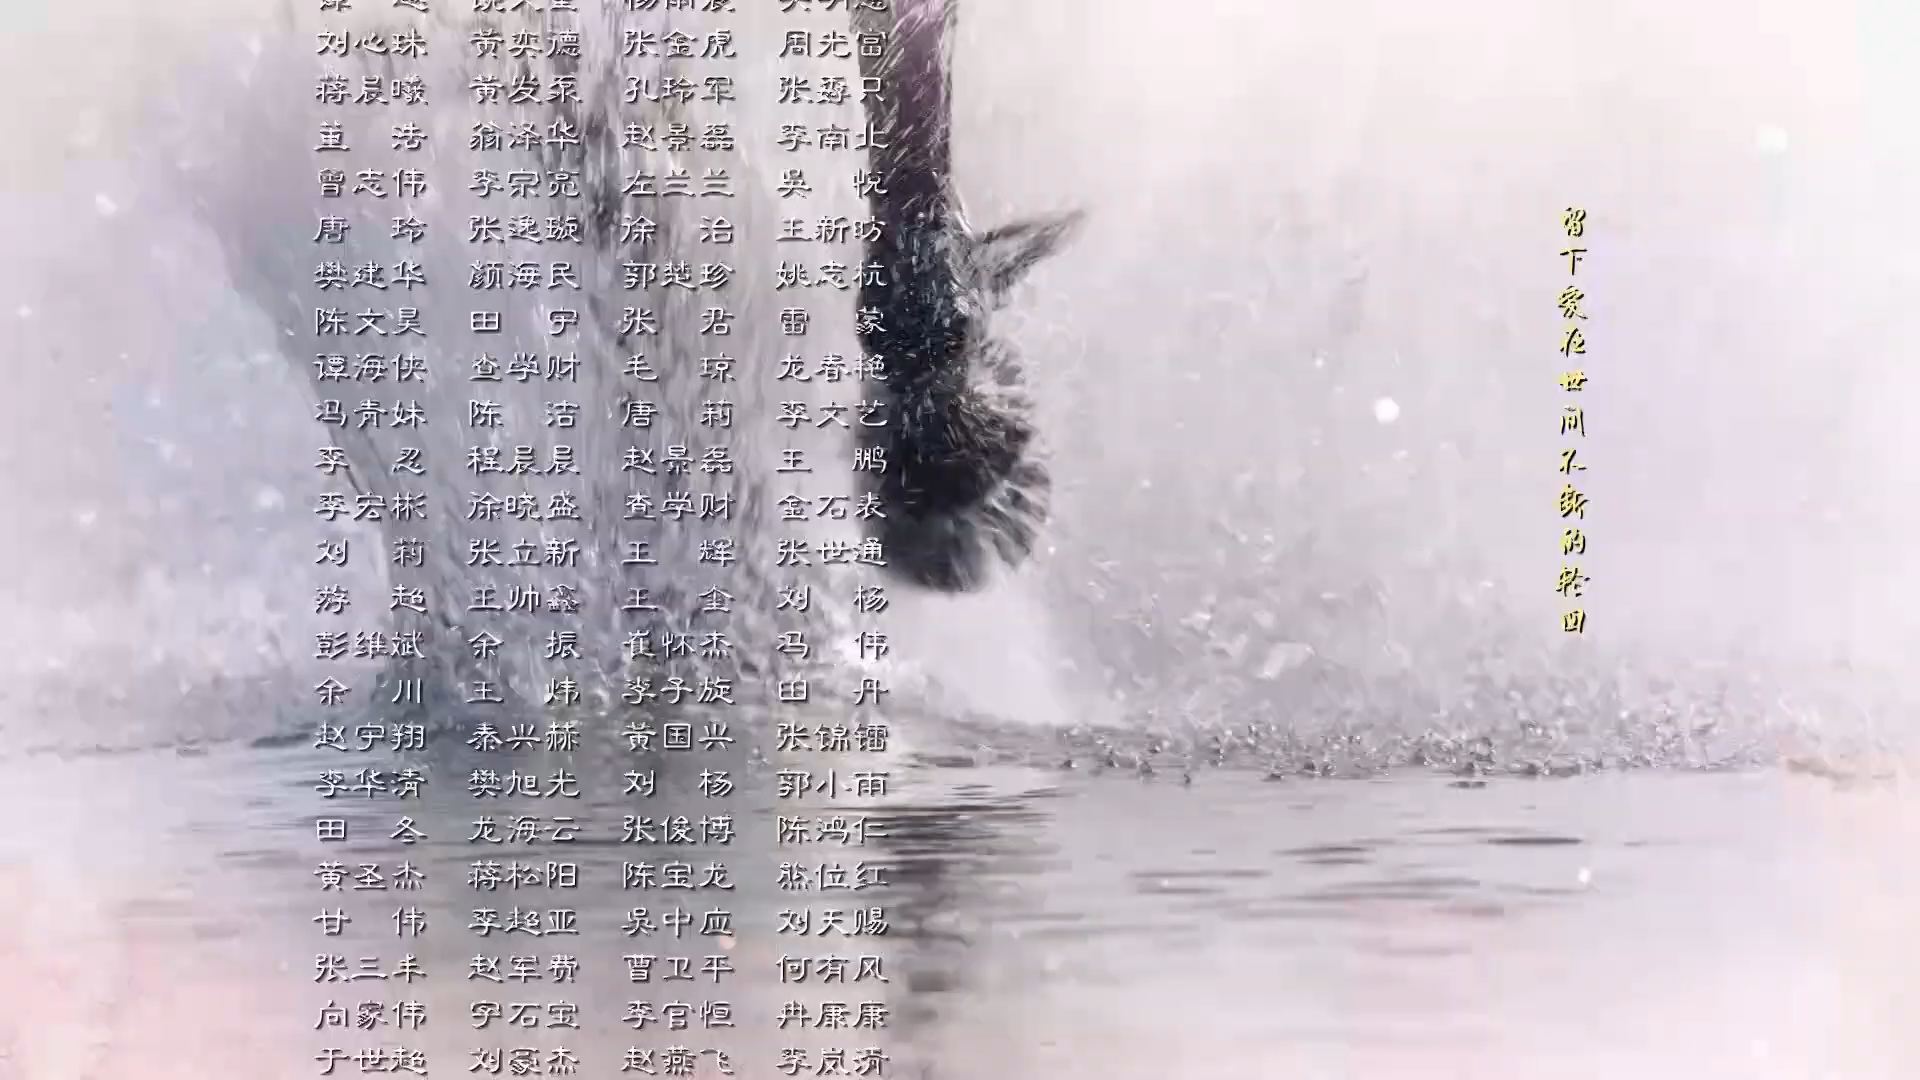 刘心珠 黄奕德 张金虎 周光富
蒋晨曦 黄发泵 孔玲军 张孬只
董浩 翁泽华 赵景磊 李南北
曾志伟 李宗亮 左兰兰 吴悦
唐玲 张逸璇 徐治 王新昉
樊建华 颜海民 郭楚珍 姚志杭
陈文昊 田宇 张君 雷蒙
谭海侠 查学财 毛琼 龙春艳
冯青妹 陈洁 唐莉 李文艺
李忍 程晨晨 赵景磊 王鹏
李宏彬 徐晓盛 查学财 金石表
刘莉 张立新 王辉 张世通
游超 王帅鑫 王奎 刘杨
彭维斌 余振 崔怀杰 冯伟
余川 王炜 李子旋 田丹
赵宇翔 秦兴赫 黄国兴 张锦镭
李华清 樊旭光 刘杨 郭小雨
田冬 龙海云 张俊博 陈鸿仁
黄圣杰 蒋松阳 陈宝龙 熊位红
甘伟 李超亚 吴中应 刘天赐
张三丰 赵军费 曹卫平 何有风
向家伟 字石宝 李官恒 冉康康
于世超 刘豪杰 赵燕飞 李岚清
留下爱在世间不断的轮回